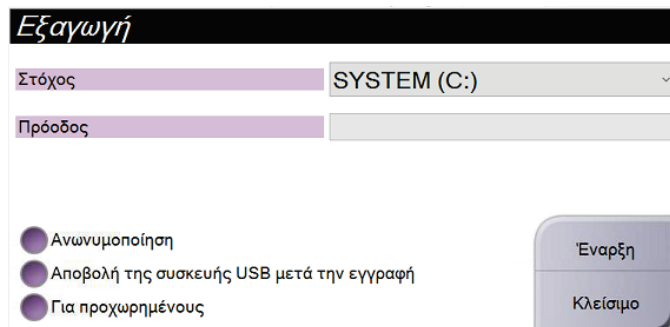 Εξαγωγή
Στόχος SYSTEM (C:)
Πρόοδος
Ανωνυμοποίηση
Αποβολή της συσκευής USB μετά την εγγραφή
Για προχωρημένους
Έναρξη
Κλείσιμο